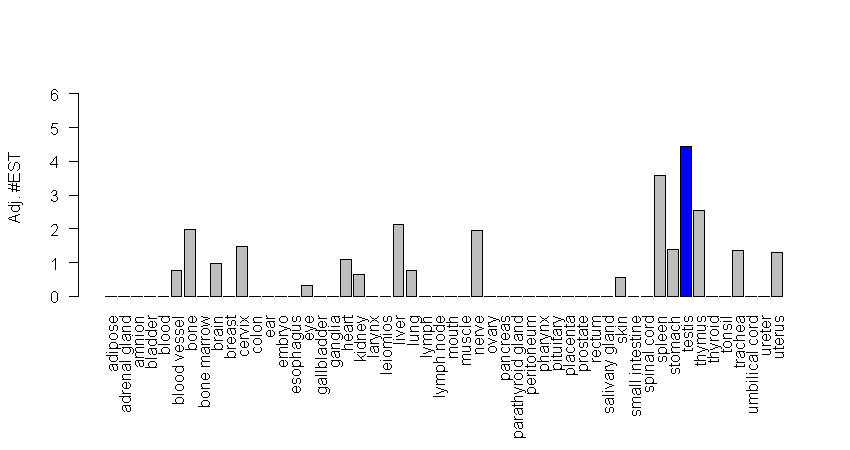 6
5
4
3
2
1
0
Adj. #EST
adipose
adrenal gland
amnion
bladder
blood
blood vessel
bone
bone marrow
brain
breast
cervix
colon
ear
embryo
esophagus
eye
gallbladder
ganglia
heart
kidney
larynx
leiomios
liver
lung
lymph
lymph node
mouth
muscle
nerve
ovary
pancreas
parathyroid gland
peritoneum
pharynx
pituitary
placenta
prostate
rectum
salivary gland
skin
small intestine
spinal cord
spleen
stomach
testis
thymus
thyroid
tonsil
trachea
umbilical cord
ureter
uterus